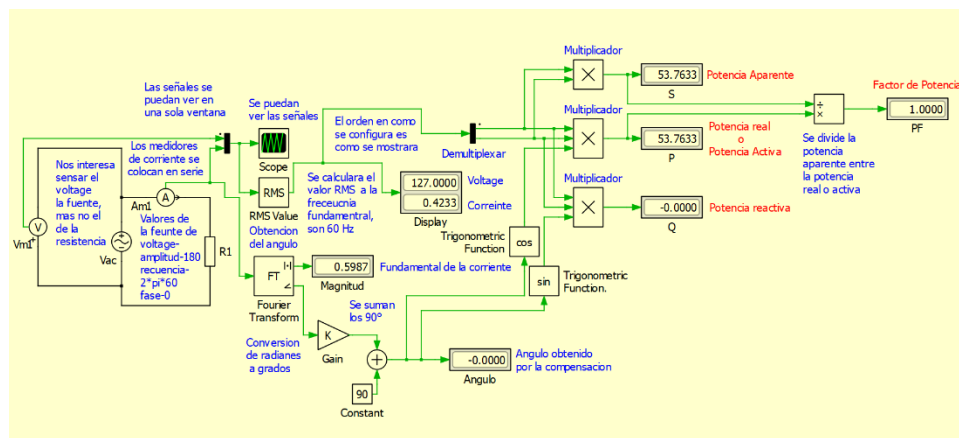 Las señales se
puedan ver en
una sola ventana
Se puedan
ver las señales
Scope
Los medidores
de corriente se
colocan en serie
Nos interesa
sensar el
voltage
la fuente,
mas no el
de la
resistencia
V
Vm1
+
A
Am1
Vac
Valores de
la feunte de
voltage-
amplitud-180
recuencia-
2*pi*60
fase-0
R1
RMS
RMS Value
El orden en como
se configura es
como se mostrara
Demultiplexar
Se calculara el
valor RMS a la
freceucnia
fundamentral,
son 60 Hz
127.0000
0.4233
Display
Voltage
Correinte
Obtencion
del angulo
FT
|·|
∠
Fourier
Transform
0.5987
Magnitud
Fundamental de la corriente
Conversion
de radianes
a grados
K
Gain
Se suman
los 90º
+
90
Constant
-0.0000
Angulo
Angulo obtenido
por la compensacion
Trigonometric
Function
cos
sin
Trigonometric
Function.
Multiplicador
×
53.7633
S
Potencia Aparente
Multiplicador
×
53.7633
P
Potencia real
o
Potencia Activa
Multiplicador
×
-0.0000
Q
Potencia reactiva
÷
×
Se divide la
potencia
aparente entre
la potencia
real o activa
Factor de Potencia
1.0000
PF